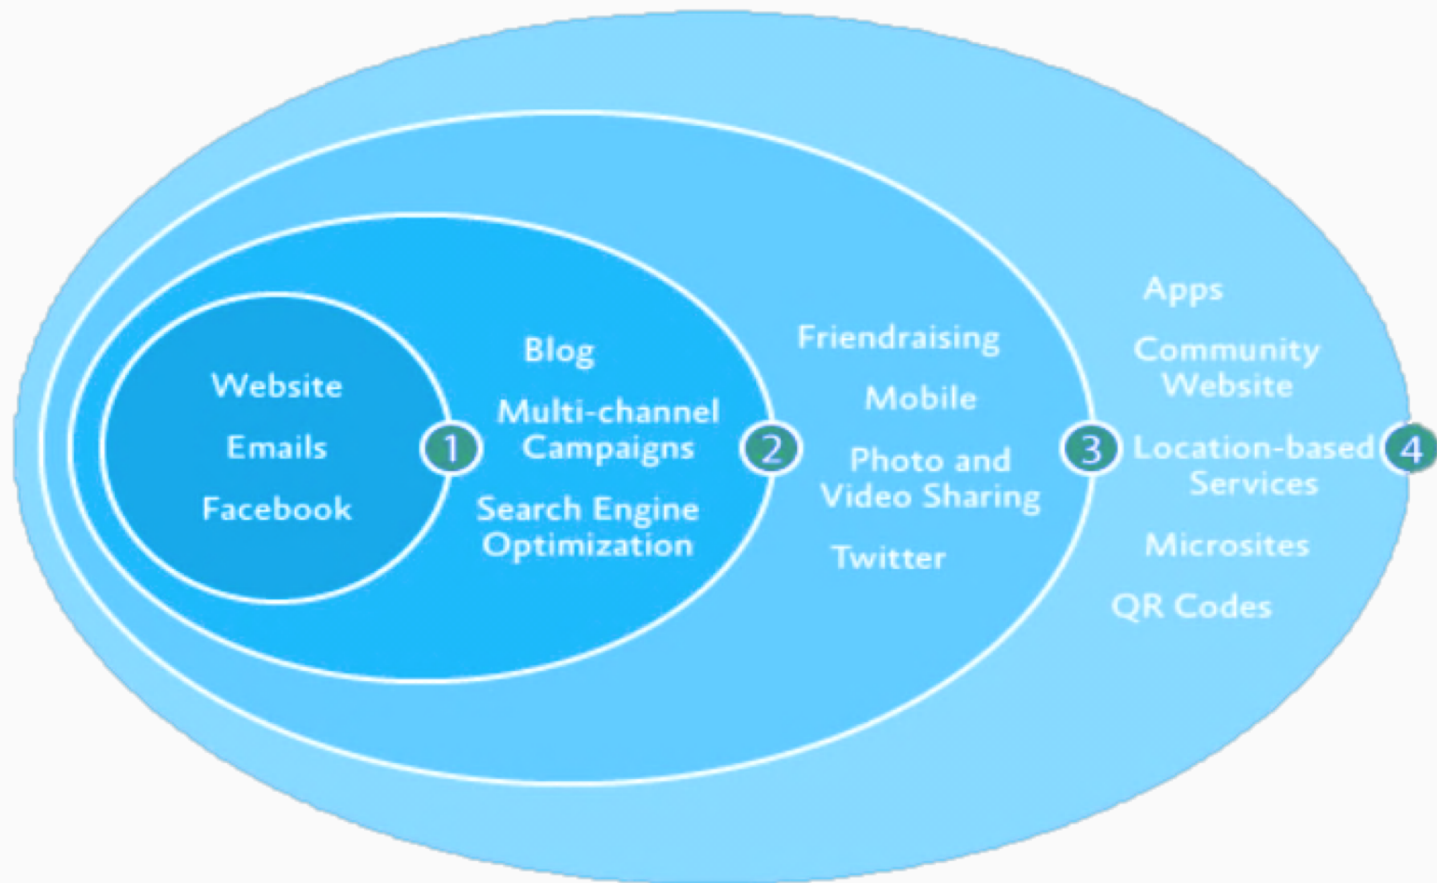 Website
Emails
Facebook
1
Blog
Multi-channel
Campaigns
Search Engine
Optimization
2
Friendraising
Mobile
Photo and
Video Sharing
Twitter
3
Apps
Community
Website
Location-based
Services
Microsites
QR Codes
4